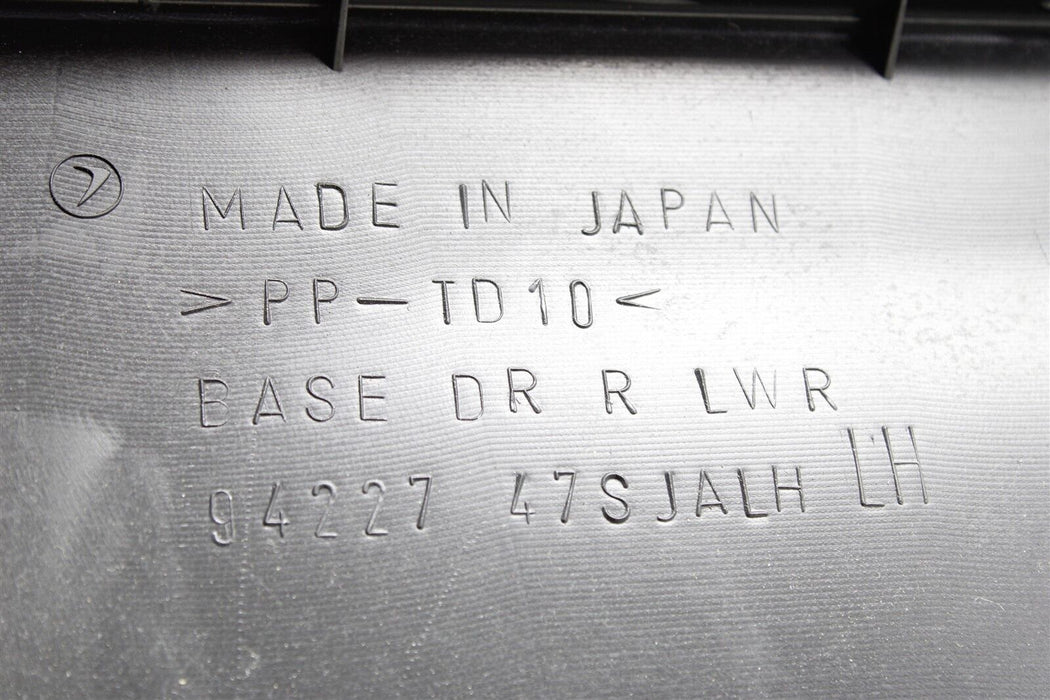 MADE IN JAPAN
>PP-TD10<
BASE DR R LWR
94227 47SJALH LH